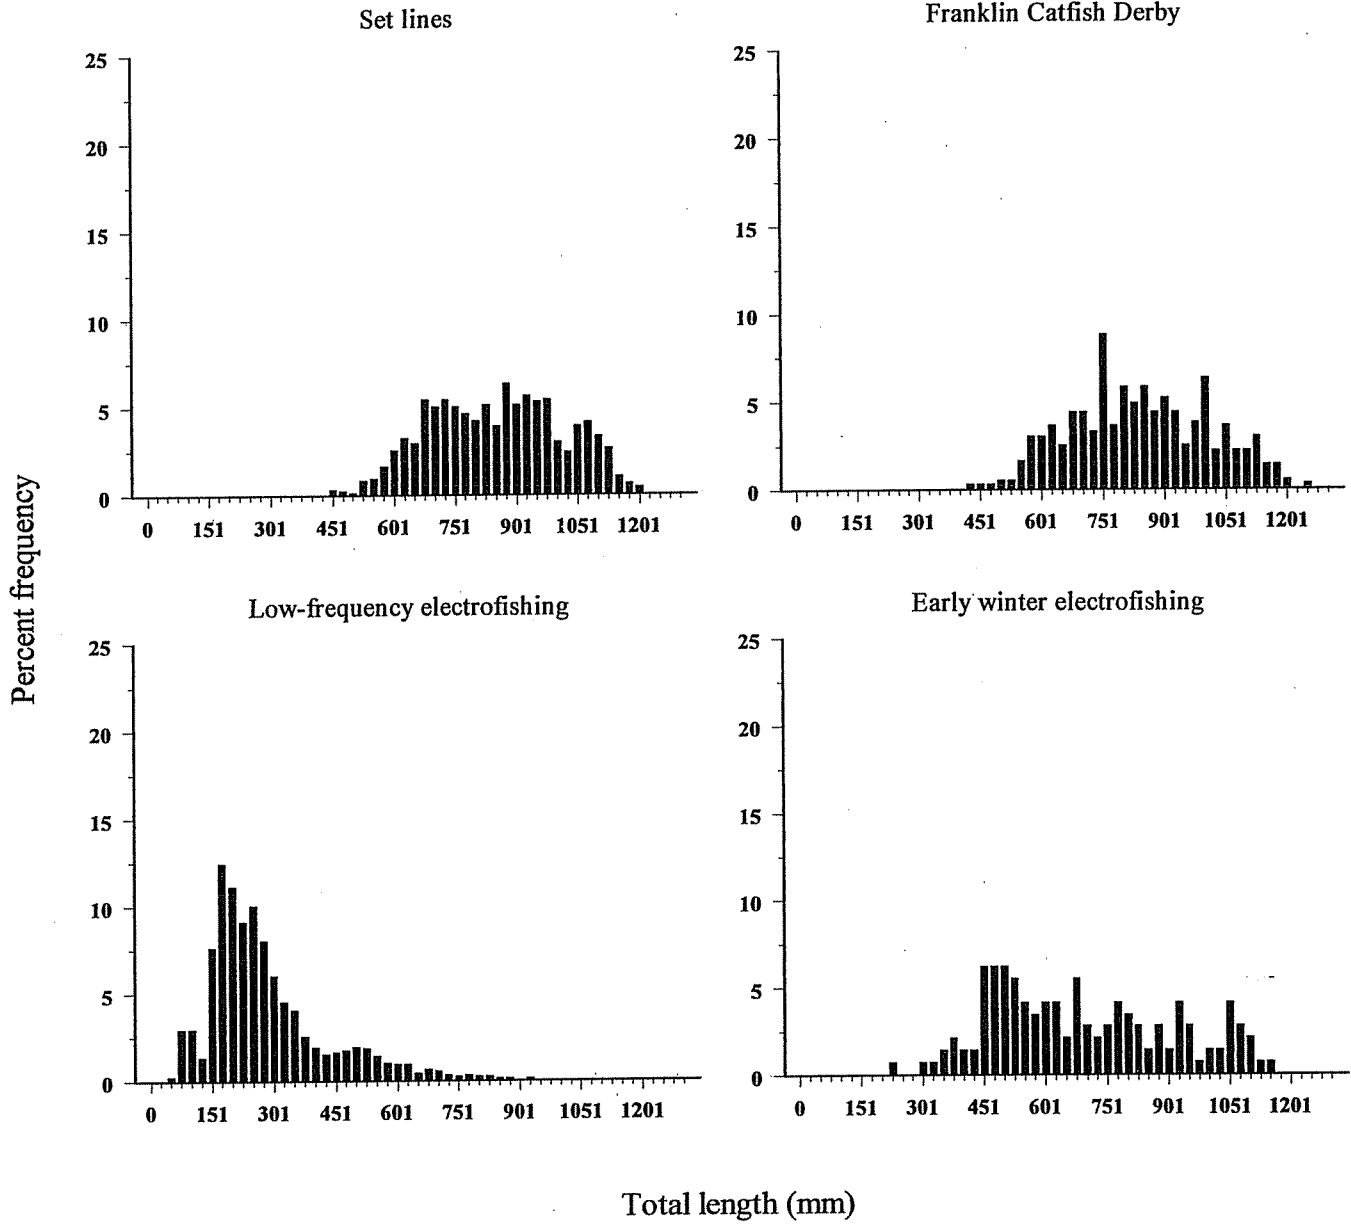 Set lines
Franklin Catfish Derby
25
20
15
10
5
0
0 151 301 451 601 751 901 1051 1201
25
20
15
10
5
0
0 151 301 451 601 751 901 1051 1201
Percent frequency
Low-frequency electrofishing
Early winter electrofishing
25
20
15
10
5
0
0 151 301 451 601 751 901 1051 1201
25
20
15
10
5
0
0 151 301 451 601 751 901 1051 1201
Total length (mm)